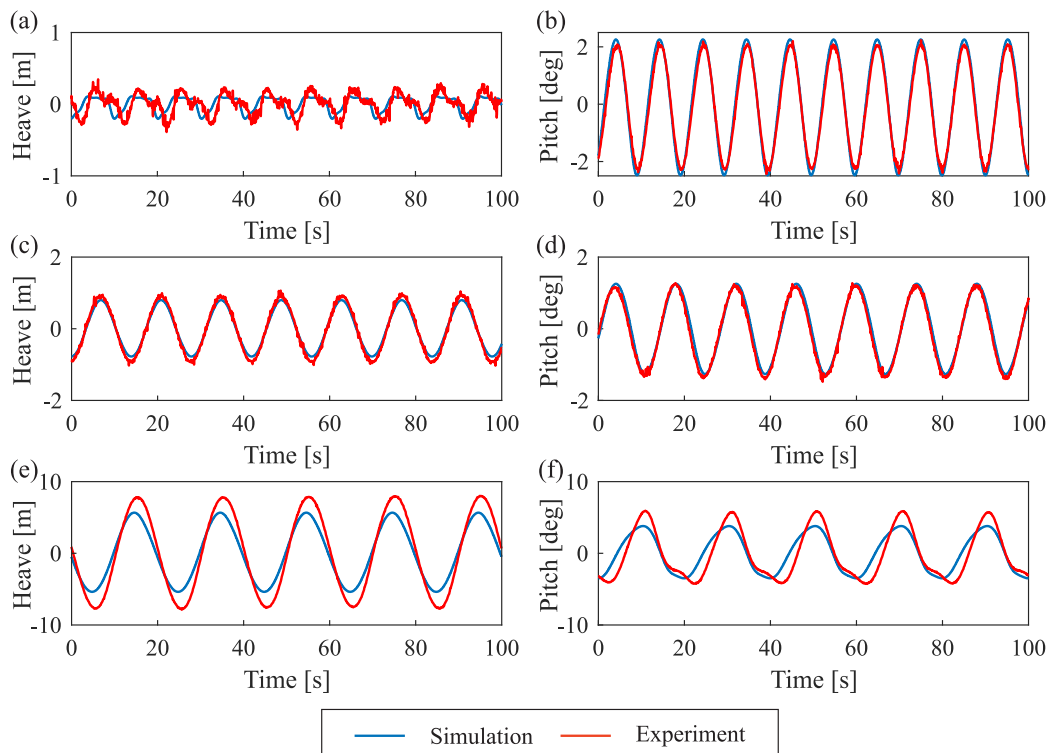 (a) (b)
1
0
-1
Heave [m]
0 20 40 60 80 100
Time [s]
2
0
-2
Pitch [deg]
0 20 40 60 80 100
Time [s]
(c) (d)
2
0
-2
Heave [m]
0 20 40 60 80 100
Time [s]
2
0
-2
Pitch [deg]
0 20 40 60 80 100
Time [s]
(e) (f)
10
0
-10
Heave [m]
0 20 40 60 80 100
Time [s]
10
0
-10
Pitch [deg]
0 20 40 60 80 100
Time [s]
Simulation Experiment